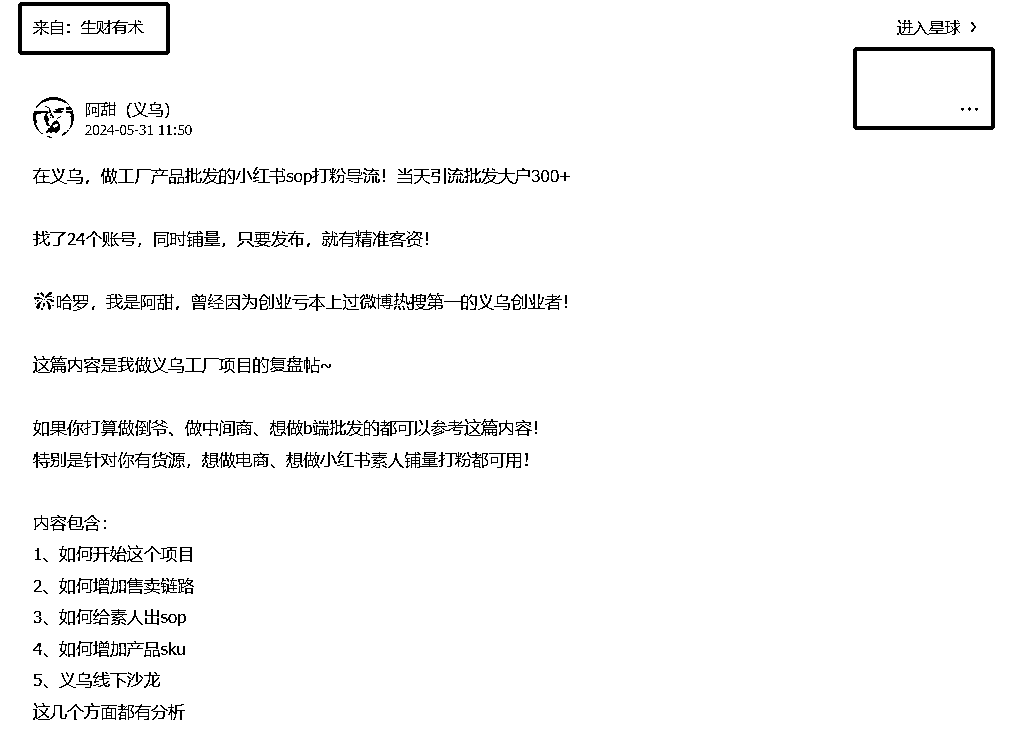 来自：生财有术
进入星球 >
...
阿甜（义乌）
2024-05-31 11:50
在义乌，做工厂产品批发的小红书sop打粉导流！当天引流批发大户300+
找了24个账号，同时铺量，只要发布，就有精准客资！
哈罗，我是阿甜，曾经因为创业亏本上过微博热搜第一的义乌创业者！
这篇内容是我做义乌工厂项目的复盘帖~
如果你打算做倒爷、做中间商、想做b端批发的都可以参考这篇内容！
特别是针对你有货源，想做电商、想做小红书素人铺量打粉都可用！
内容包含：
1、如何开始这个项目
2、如何增加售卖链路
3、如何给素人出sop
4、如何增加产品sku
5、义乌线下沙龙
这几个方面都有分析